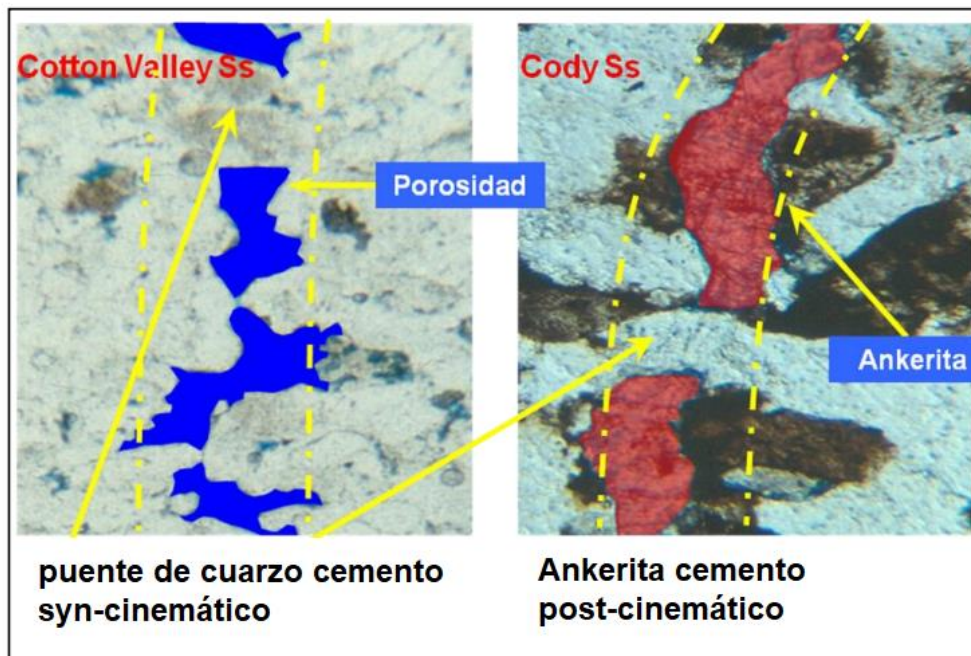 Cotton Valley Ss
Cody Ss
Porosidad
Ankerita
puente de cuarzo cemento
syn-cinemático
Ankerita cemento
post-cinemático